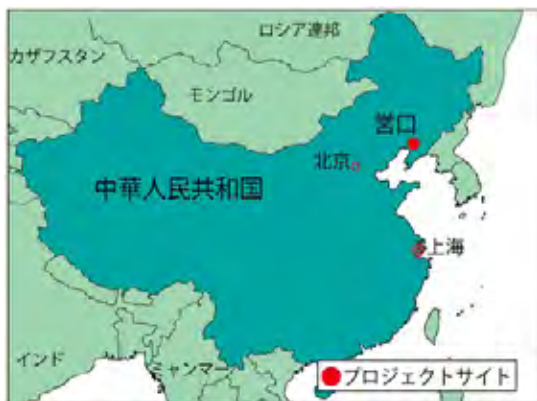 ロシア連邦
カザフスタン
モンゴル
営口
北京
中華人民共和国
上海
インド
ミャンマー
●プロジェクトサイト